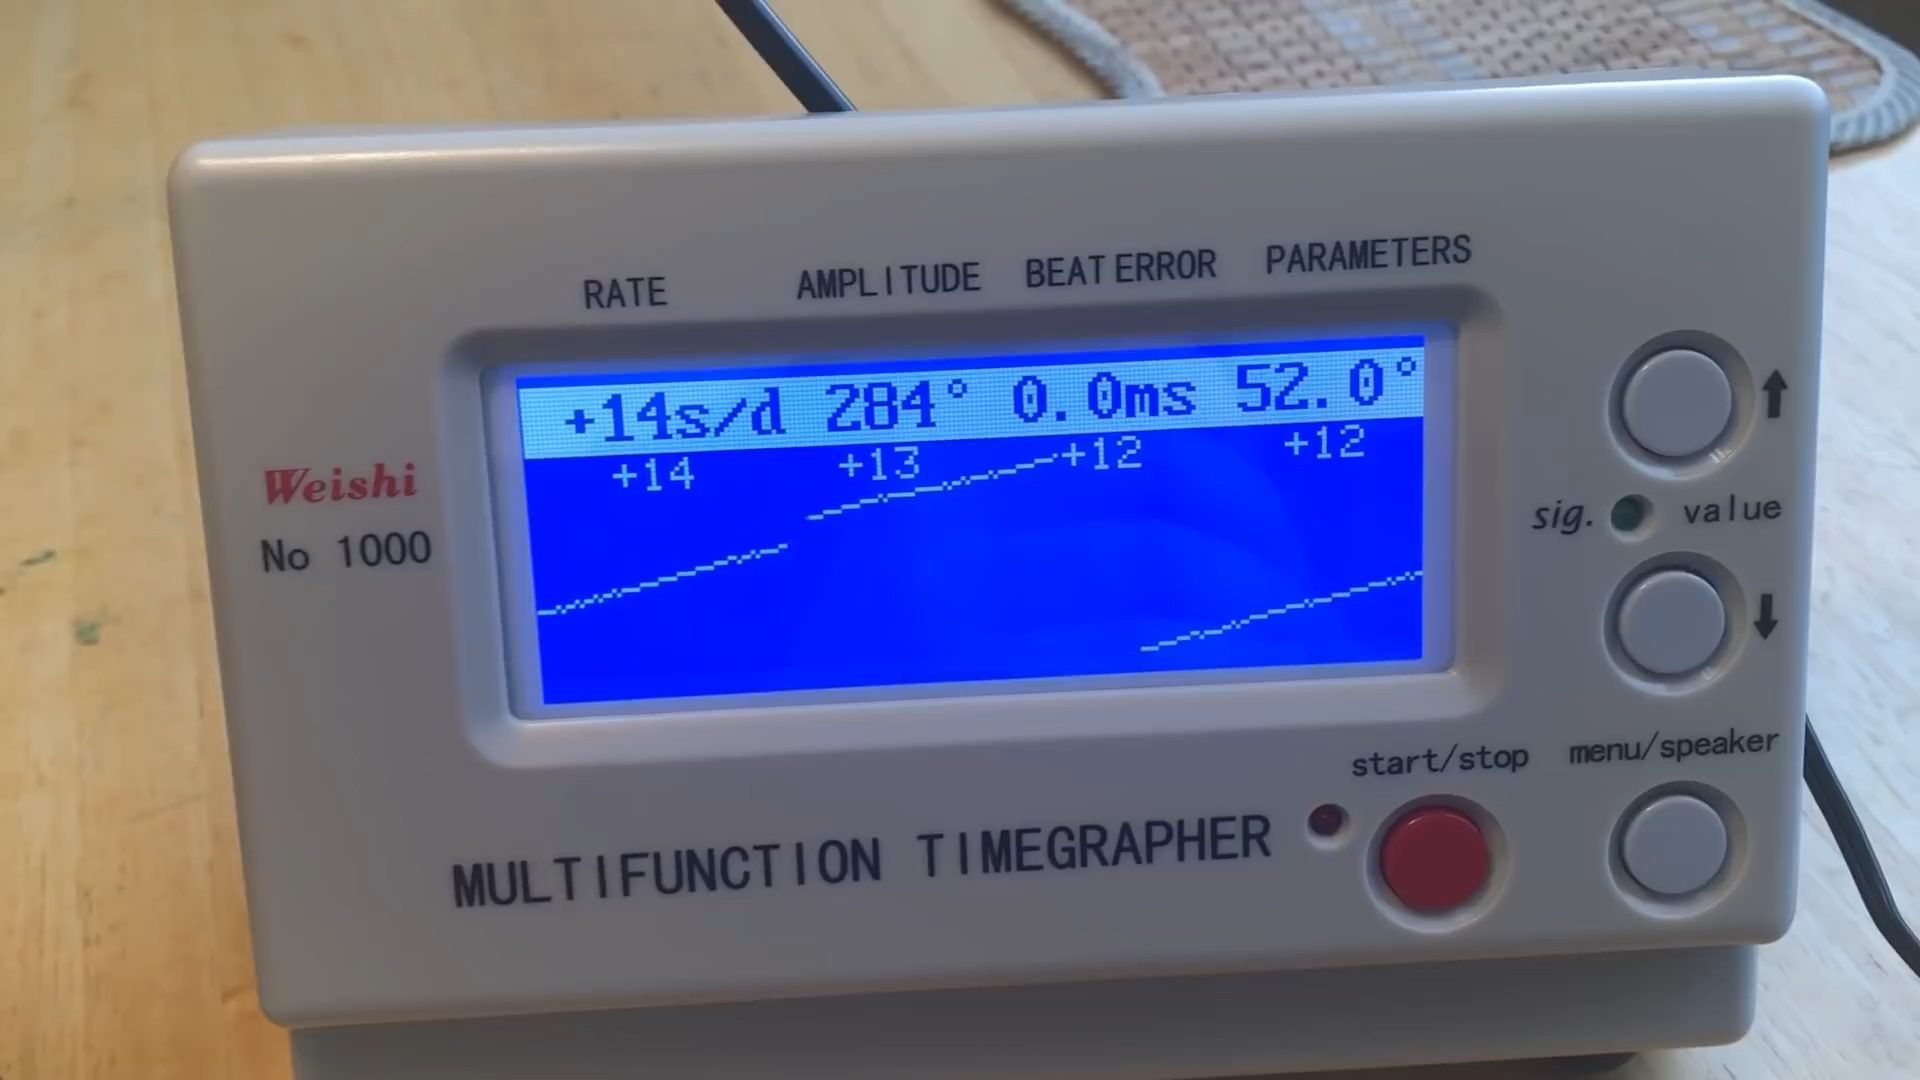 RATE AMPLITUDE BEAT ERROR PARAMETERS
+14s/d 284° 0.0ms 52.0°
+14 +13 +12 +12
Weishi
No 1000
sig. value
start/stop menu/speaker
MULTIFUNCTION TIMEGRAPHER